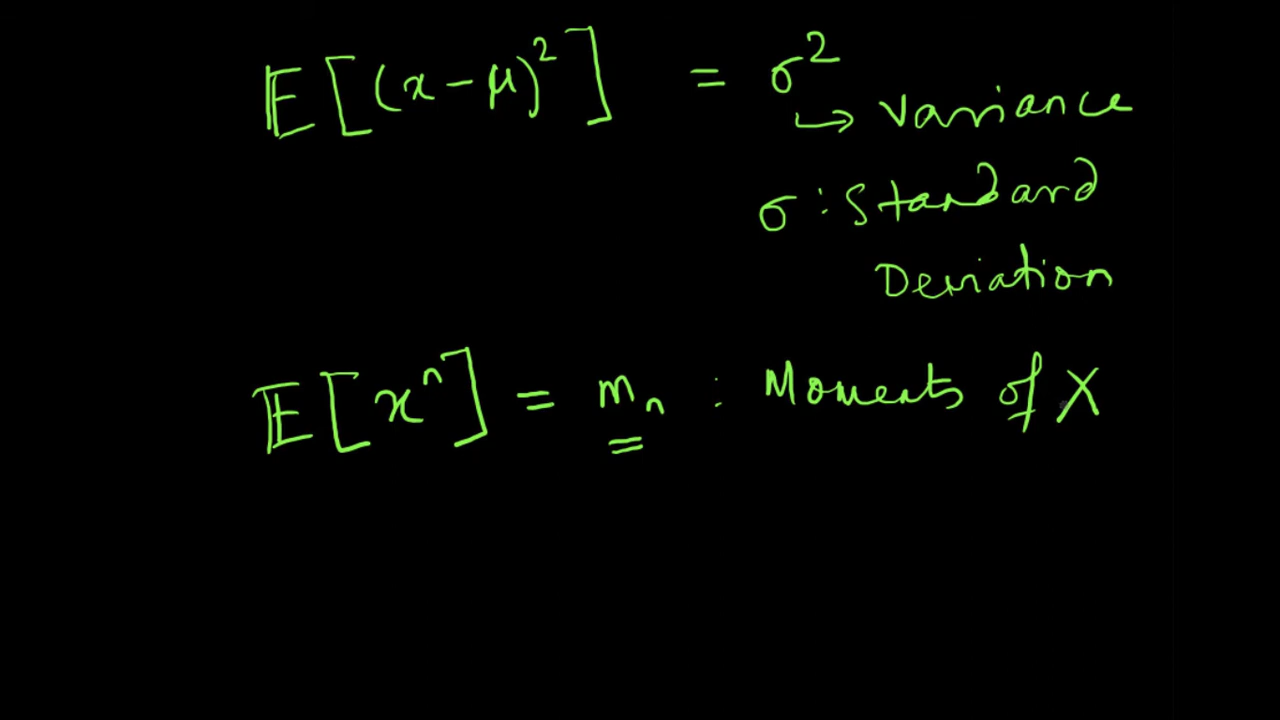 𝔼[(x-μ)²] = σ²
↳ Variance
σ : Standard
Deviation
𝔼[xⁿ] = mₙ : Moments of X